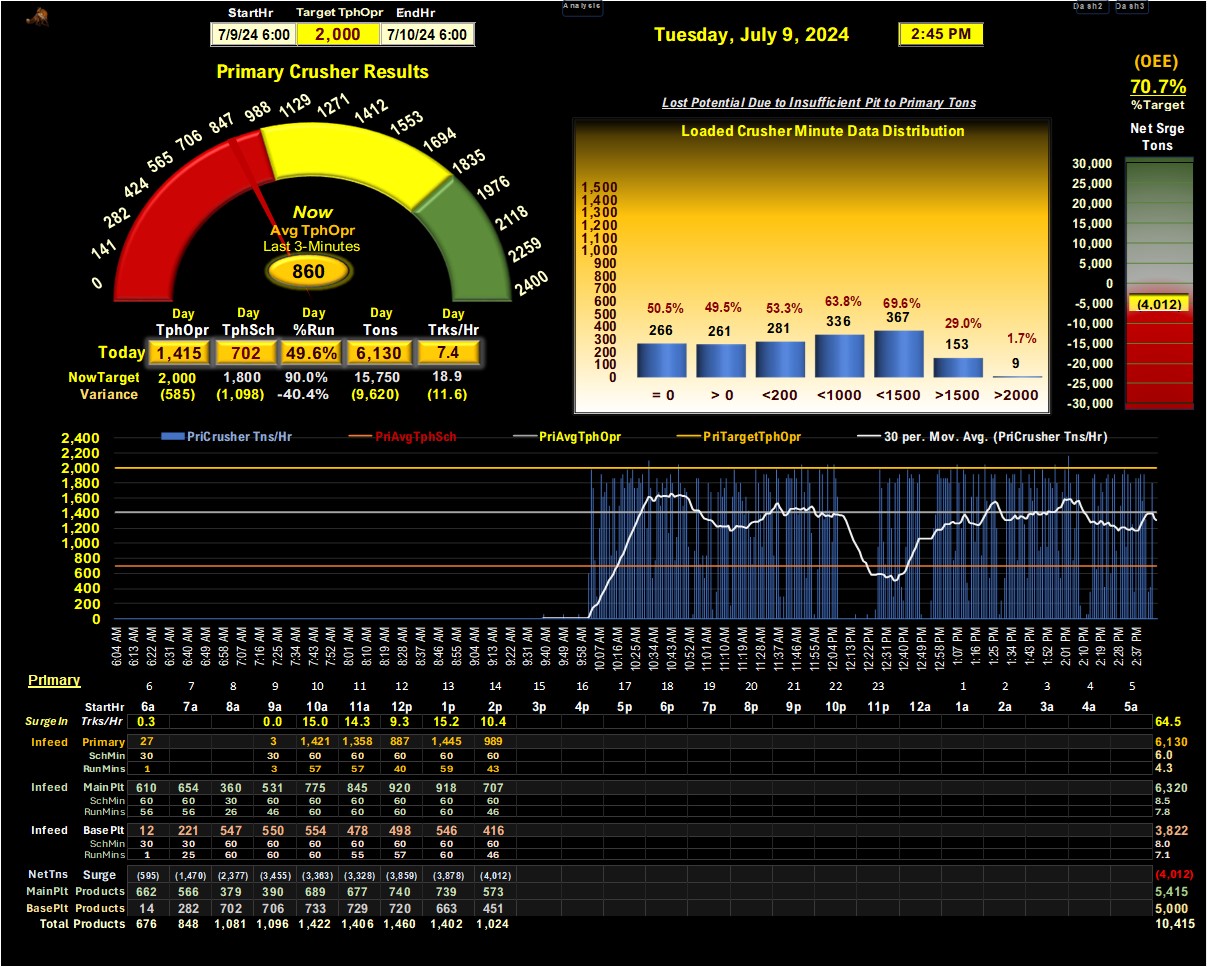 Analysis
Dash2 Dash3
StartHr Target TphOpr EndHr
7/9/24 6:00 2,000 7/10/24 6:00
Tuesday, July 9, 2024 2:45 PM
Primary Crusher Results
0 141 282 424 565 706 847 988 1129 1271 1412 1553 1694 1835 1976 2118 2259 2400
Now
Avg TphOpr
Last 3-Minutes
860
Day Day Day Day Day
TphOpr TphSch %Run Tons Trks/Hr
Today 1,415 702 49.6% 6,130 7.4
NowTarget 2,000 1,800 90.0% 15,750 18.9
Variance (585) (1,098) -40.4% (9,620) (11.6)
Lost Potential Due to Insufficient Pit to Primary Tons
Loaded Crusher Minute Data Distribution
1,500
1,400
1,300
1,200
1,100
1,000
900
800
700
600
500
400
300
200
100
0
50.5% 49.5% 53.3% 63.8% 69.6% 29.0% 1.7%
266 261 281 336 367 153 9
= 0 > 0 <200 <1000 <1500 >1500 >2000
(OEE)
70.7%
%Target
Net Srge
Tons
30,000
25,000
20,000
15,000
10,000
5,000
0
-5,000
-10,000
-15,000
-20,000
-25,000
-30,000
(4,012)
PriCrusher Tns/Hr PriAvgTphSch PriAvgTphOpr PriTargetTphOpr 30 per. Mov. Avg. (PriCrusher Tns/Hr)
2,400
2,200
2,000
1,800
1,600
1,400
1,200
1,000
800
600
400
200
0
6:04 AM 6:13 AM 6:22 AM 6:31 AM 6:40 AM 6:49 AM 6:58 AM 7:07 AM 7:16 AM 7:25 AM 7:34 AM 7:43 AM 7:52 AM 8:01 AM 8:10 AM 8:19 AM 8:28 AM 8:37 AM 8:46 AM 8:55 AM 9:04 AM 9:13 AM 9:22 AM 9:31 AM 9:40 AM 9:49 AM 9:58 AM 10:07 AM 10:16 AM 10:25 AM 10:34 AM 10:43 AM 10:52 AM 11:01 AM 11:10 AM 11:19 AM 11:28 AM 11:37 AM 11:46 AM 11:55 AM 12:04 PM 12:13 PM 12:22 PM 12:31 PM 12:40 PM 12:49 PM 12:58 PM 1:07 PM 1:16 PM 1:25 PM 1:34 PM 1:43 PM 1:52 PM 2:01 PM 2:10 PM 2:19 PM 2:28 PM 2:37 PM
Primary
6 7 8 9 10 11 12 13 14 15 16 17 18 19 20 21 22 23 1 2 3 4 5
StartHr 6a 7a 8a 9a 10a 11a 12p 1p 2p 3p 4p 5p 6p 7p 8p 9p 10p 11p 12a 1a 2a 3a 4a 5a
SurgeIn Trks/Hr 0.3 0.0 15.0 14.3 9.3 15.2 10.4 64.5
Infeed Primary 27 3 1,421 1,358 887 1,445 989 6,130
SchMin 30 30 60 60 60 60 60 6.0
RunMins 1 3 57 57 40 59 43 4.3
Infeed MainPlt 610 654 360 531 775 845 920 918 707 6,320
SchMin 60 60 30 60 60 60 60 60 60 8.5
RunMins 56 56 26 46 60 60 60 60 46 7.8
Infeed BasePlt 12 221 547 550 554 478 498 546 416 3,822
SchMin 30 30 60 60 60 60 60 60 60 8.0
RunMins 1 25 60 60 60 55 57 60 46 7.1
NetTns Surge (595) (1,470) (2,377) (3,455) (3,363) (3,328) (3,859) (3,878) (4,012) (4,012)
MainPlt Products 662 566 379 390 689 677 740 739 573 5,415
BasePlt Products 14 282 702 706 733 729 720 663 451 5,000
Total Products 676 848 1,081 1,096 1,422 1,406 1,460 1,402 1,024 10,415